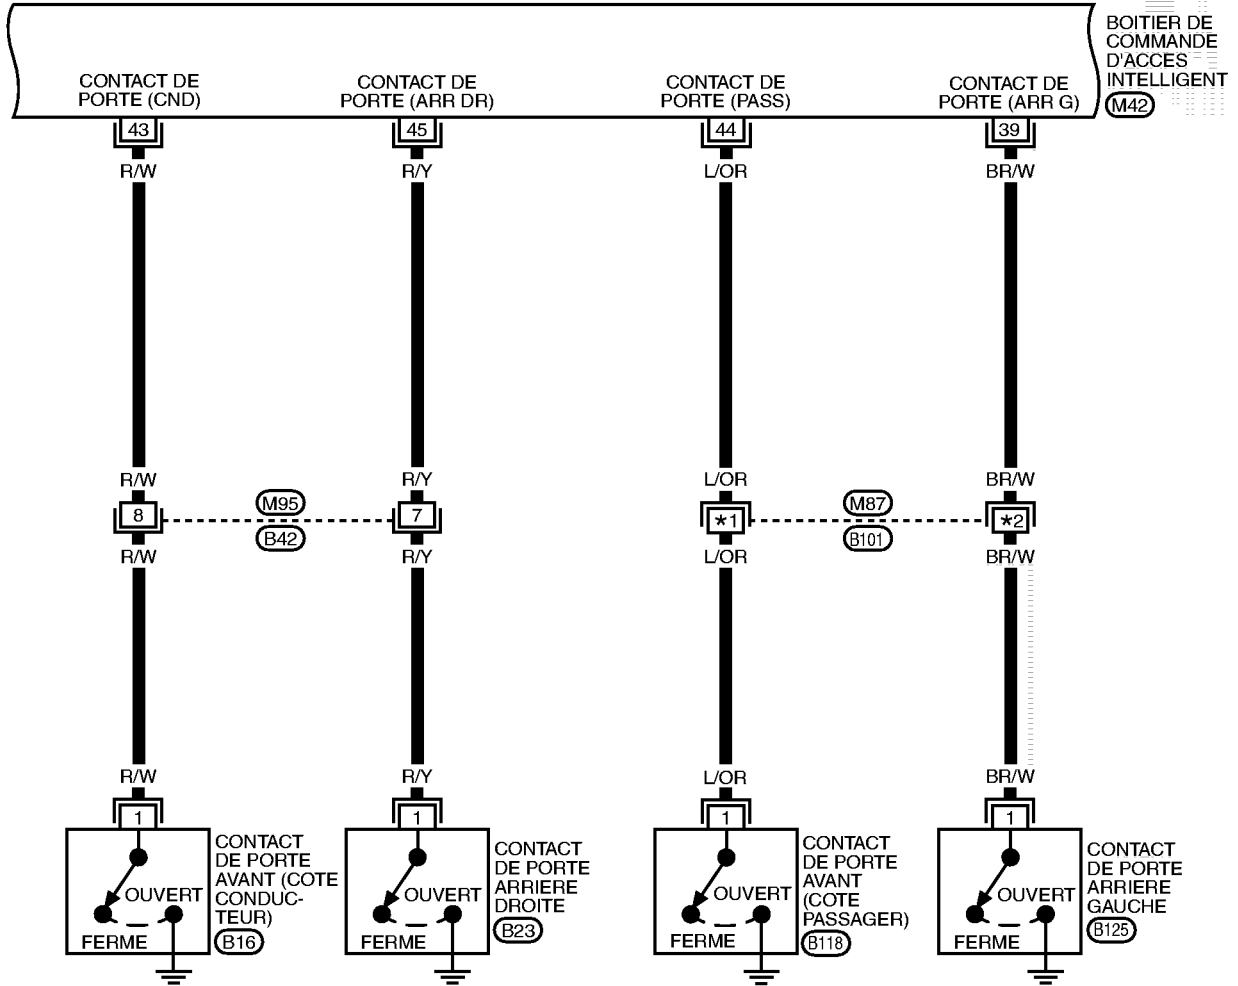 BOITIER DE
COMMANDE
D'ACCES
INTELLIGENT
M42
CONTACT DE
PORTE (CND)
CONTACT DE
PORTE (ARR DR)
CONTACT DE
PORTE (PASS)
CONTACT DE
PORTE (ARR G)
43
45
44
39
R/W
R/Y
L/OR
BR/W
R/W
R/Y
L/OR
BR/W
8
M95
B42
7
*1
M87
B101
*2
R/W
R/Y
L/OR
BR/W
R/W
R/Y
L/OR
BR/W
1
1
1
1
OUVERT
FERME
CONTACT
DE PORTE
AVANT (COTE
CONDUC-
TEUR)
B16
OUVERT
FERME
CONTACT
DE PORTE
ARRIERE
DROITE
B23
OUVERT
FERME
CONTACT
DE PORTE
AVANT
(COTE
PASSAGER)
B118
OUVERT
FERME
CONTACT
DE PORTE
ARRIERE
GAUCHE
B125